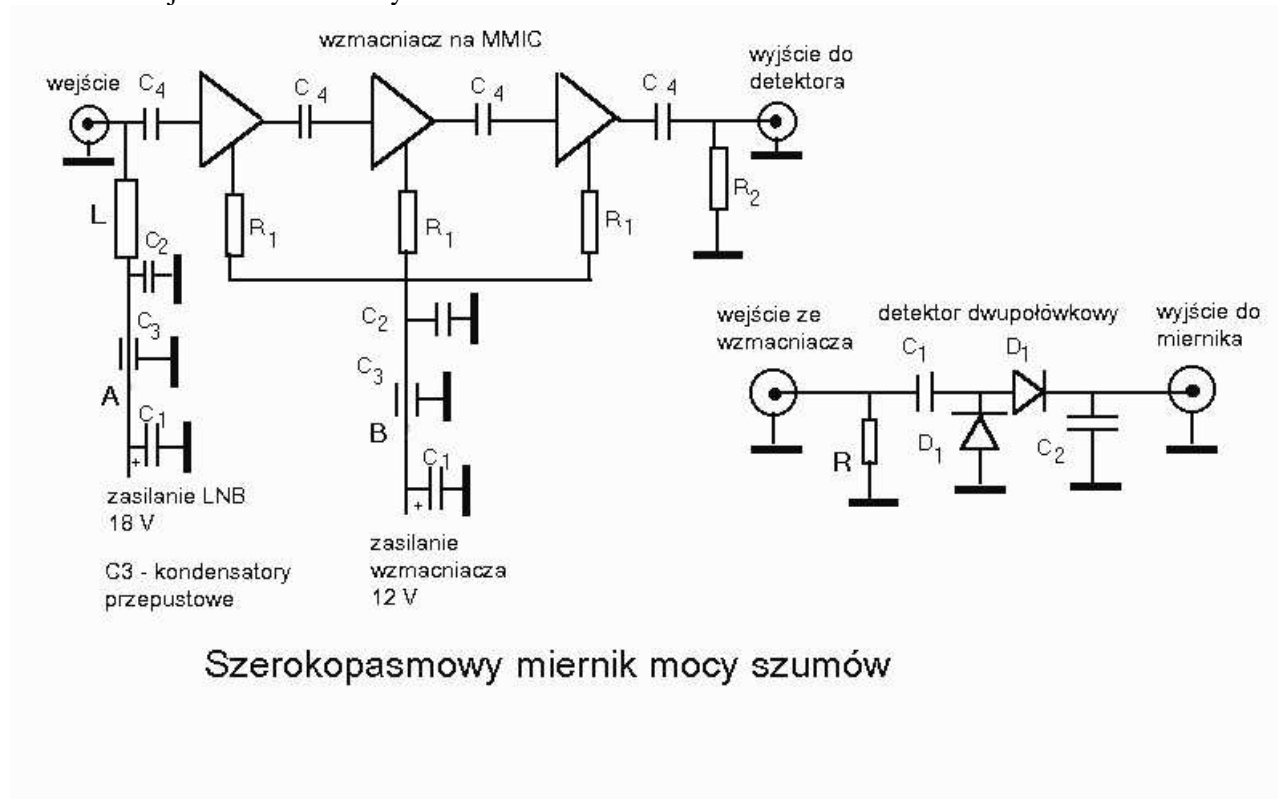 wzmacniacz na MMIC
wejście
wyjście do
detektora
C4
C4
C4
C4
L
R1
R1
R1
R2
C2
C3
A
C1
+
zasilanie LNB
18 V
C3 - kondensatory
przepustowe
C2
C3
B
C1
+
zasilanie
wzmacniacza
12 V
wejście ze
wzmacniacza
detektor dwupołówkowy
wyjście do
miernika
C1
D1
R
D1
C2
Szerokopasmowy miernik mocy szumów